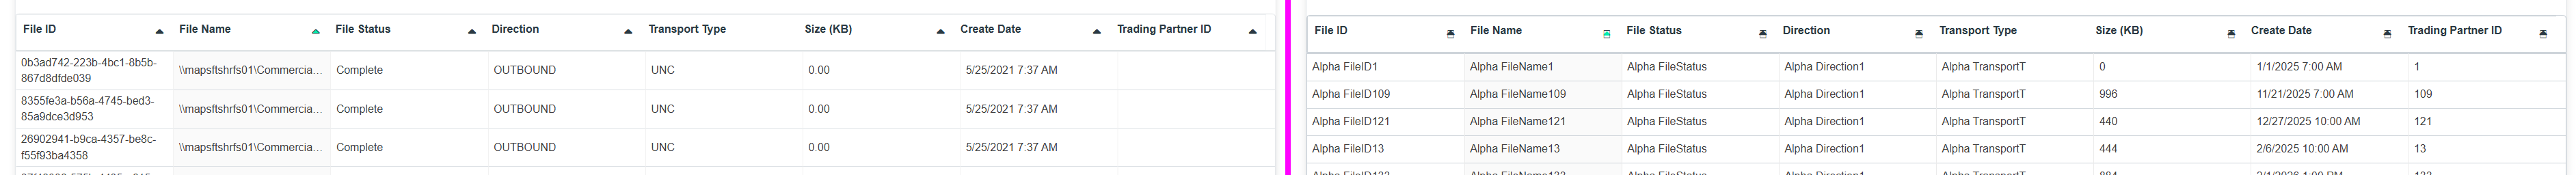 File ID File Name File Status Direction Transport Type Size (KB) Create Date Trading Partner ID
0b3ad742-223b-4bc1-8b5b-
867d8dfde039 \\mapsftshrfs01\Commercia... Complete OUTBOUND UNC 0.00 5/25/2021 7:37 AM
8355fe3a-b56a-4745-bed3-
85a9dce3d953 \\mapsftshrfs01\Commercia... Complete OUTBOUND UNC 0.00 5/25/2021 7:37 AM
26902941-b9ca-4357-be8c-
f55f93ba4358 \\mapsftshrfs01\Commercia... Complete OUTBOUND UNC 0.00 5/25/2021 7:37 AM
File ID File Name File Status Direction Transport Type Size (KB) Create Date Trading Partner ID
Alpha FileID1 Alpha FileName1 Alpha FileStatus Alpha Direction1 Alpha TransportT 0 1/1/2025 7:00 AM 1
Alpha FileID109 Alpha FileName109 Alpha FileStatus Alpha Direction1 Alpha TransportT 996 11/21/2025 7:00 AM 109
Alpha FileID121 Alpha FileName121 Alpha FileStatus Alpha Direction1 Alpha TransportT 440 12/27/2025 10:00 AM 121
Alpha FileID13 Alpha FileName13 Alpha FileStatus Alpha Direction1 Alpha TransportT 444 2/6/2025 10:00 AM 13